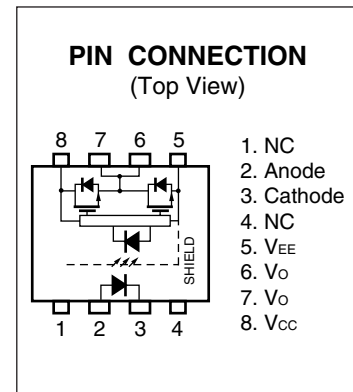 PIN CONNECTION
(Top View)
8 7 6 5
SHIELD
1 2 3 4
1. NC
2. Anode
3. Cathode
4. NC
5. VEE
6. VO
7. VO
8. VCC